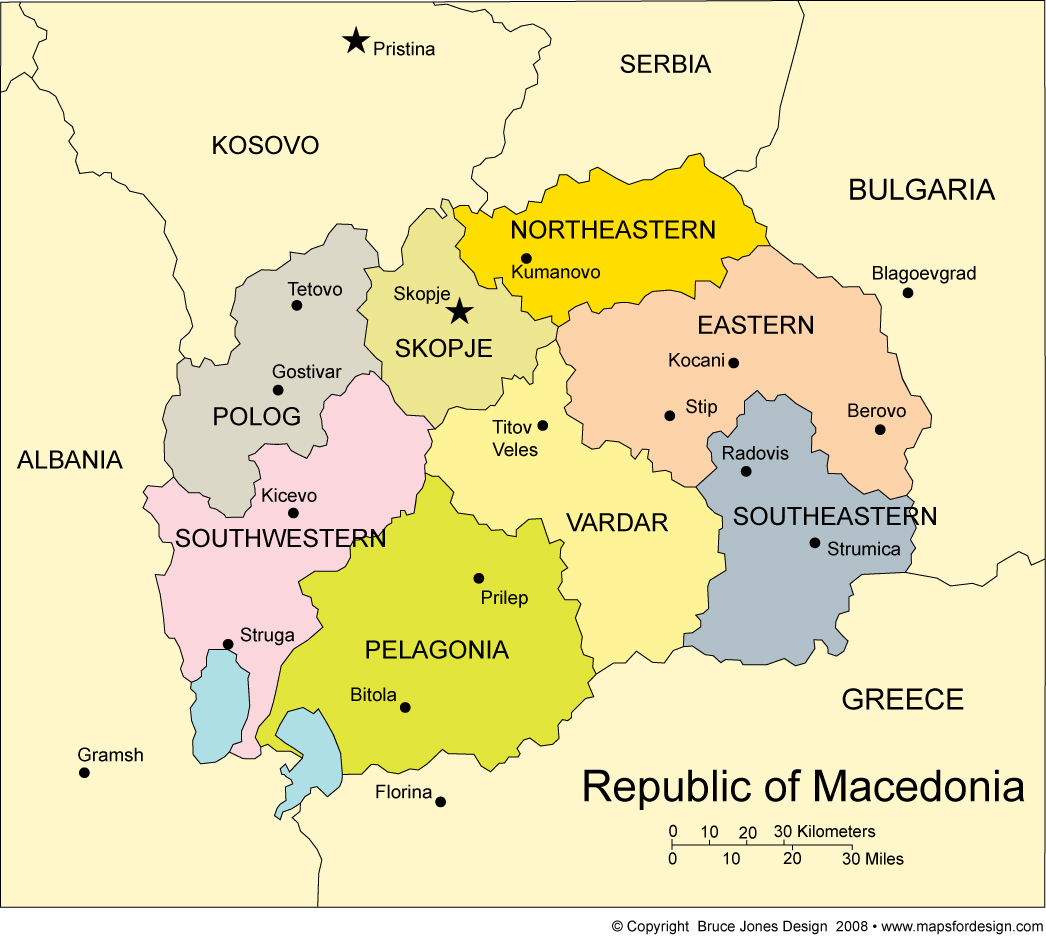 Pristina
SERBIA
KOSOVO
BULGARIA
NORTHEASTERN
Kumanovo
Blagoevgrad
Tetovo
Skopje
EASTERN
SKOPJE
Kocani
Gostivar
POLOG
Stip
Berovo
Titov
Veles
Radovis
ALBANIA
Kicevo
SOUTHWESTERN
VARDAR
SOUTHEASTERN
Strumica
Prilep
Struga
PELAGONIA
Bitola
GREECE
Gramsh
Florina
Republic of Macedonia
0 10 20 30 Kilometers
0 10 20 30 Miles
© Copyright Bruce Jones Design 2008 • www.mapsfordesign.com